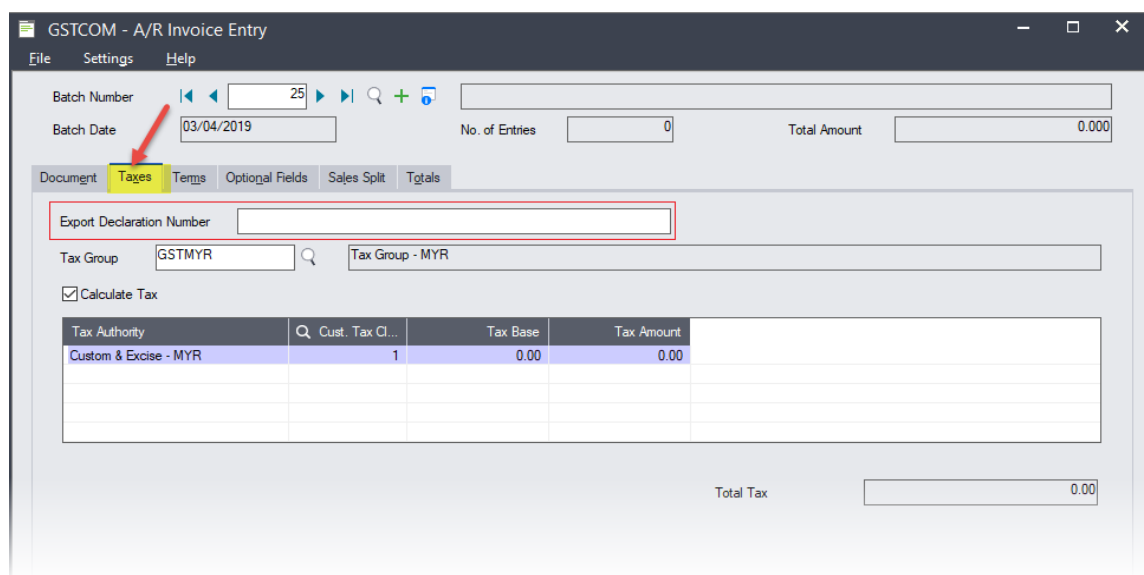 GSTCOM - A/R Invoice Entry
File Settings Help
Batch Number 25
Batch Date 03/04/2019 No. of Entries 0 Total Amount 0.000
Document Taxes Terms Optional Fields Sales Split Totals
Export Declaration Number
Tax Group GSTMYR Tax Group - MYR
Calculate Tax
Tax Authority Cust. Tax Cl... Tax Base Tax Amount
Custom & Excise - MYR 1 0.00 0.00
Total Tax 0.00